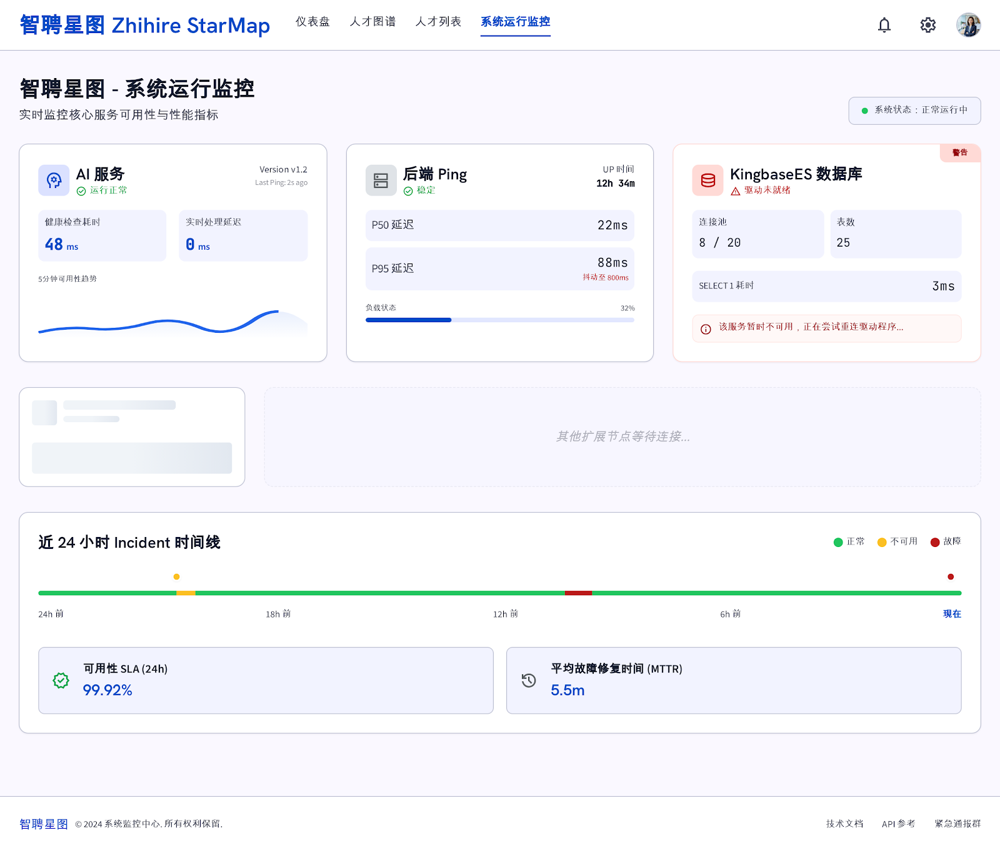 智聘星图 Zhihire StarMap
仪表盘
人才图谱
人才列表
系统运行监控
智聘星图 - 系统运行监控
实时监控核心服务可用性与性能指标
系统状态：正常运行中
AI 服务
运行正常
Version v1.2
Last Ping: 2s ago
健康检查耗时
48 ms
实时处理延迟
0 ms
5分钟可用性趋势
后端 Ping
稳定
UP 时间
12h 34m
P50 延迟
22ms
P95 延迟
88ms
抖动至 800ms
负载状态
32%
警告
KingbaseES 数据库
驱动未就绪
连接池
8 / 20
表数
25
SELECT 1 耗时
3ms
该服务暂时不可用，正在尝试重连驱动程序...
其他扩展节点等待连接...
近 24 小时 Incident 时间线
正常
不可用
故障
24h 前
18h 前
12h 前
6h 前
现在
可用性 SLA (24h)
99.92%
平均故障修复时间 (MTTR)
5.5m
智聘星图
© 2024 系统监控中心. 所有权利保留.
技术文档
API 参考
紧急通报群